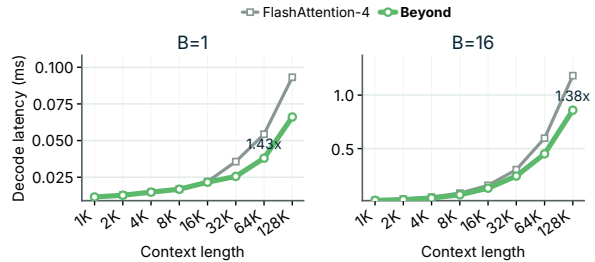 FlashAttention-4 Beyond
B=1
B=16
Decode latency (ms)
0.100
0.075
0.050
0.025
1.43x
1K 2K 4K 8K 16K 32K 64K 128K
Context length
1.0
0.5
1.38x
1K 2K 4K 8K 16K 32K 64K 128K
Context length